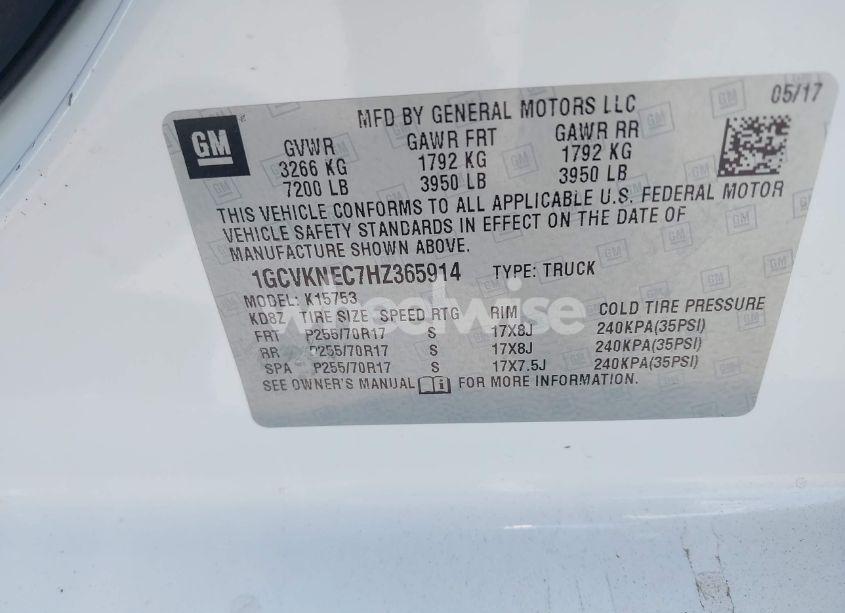 GM
MFD BY GENERAL MOTORS LLC
05/17
GVWR GAWR FRT GAWR RR
3266 KG 1792 KG 1792 KG
7200 LB 3950 LB 3950 LB
THIS VEHICLE CONFORMS TO ALL APPLICABLE U.S. FEDERAL MOTOR
VEHICLE SAFETY STANDARDS IN EFFECT ON THE DATE OF
MANUFACTURE SHOWN ABOVE.
1GCVKNEC7HZ365914 TYPE: TRUCK
MODEL: K15753
KD8Z TIRE SIZE SPEED RTG RIM COLD TIRE PRESSURE
FRT P255/70R17 S 17X8J 240KPA(35PSI)
RR P255/70R17 S 17X8J 240KPA(35PSI)
SPA P255/70R17 S 17X7.5J 240KPA(35PSI)
SEE OWNER'S MANUAL FOR MORE INFORMATION.
wheelwise